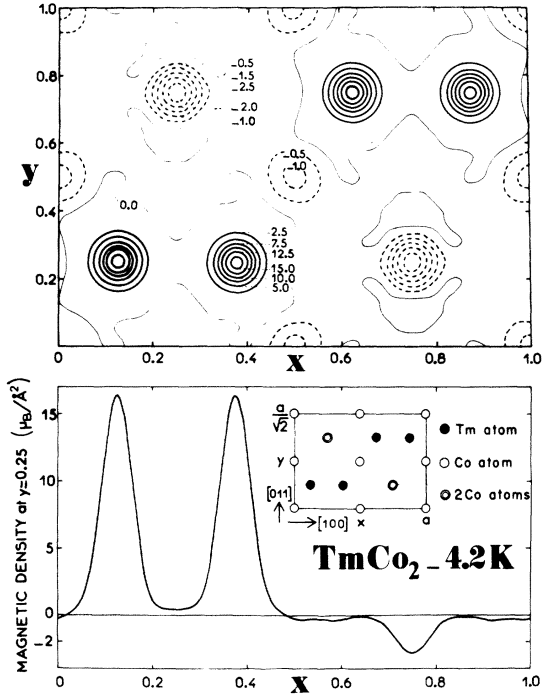 1.0
0.8
0.6
y
0.4
0.2
-0.5
-1.5
-2.5
-2.0
-1.0
-0.5
-1.0
0.0
2.5
7.5
12.5
15.0
10.0
5.0
0 0.2 0.4 x 0.6 0.8 1.0
MAGNETIC DENSITY at y=0.25 (μB/Å²)
15
10
5
0
-2
a/√2
y
[011]
[100] x a
Tm atom
Co atom
2Co atoms
TmCo2 - 4.2K
0 0.2 0.4 x 0.6 0.8 1.0